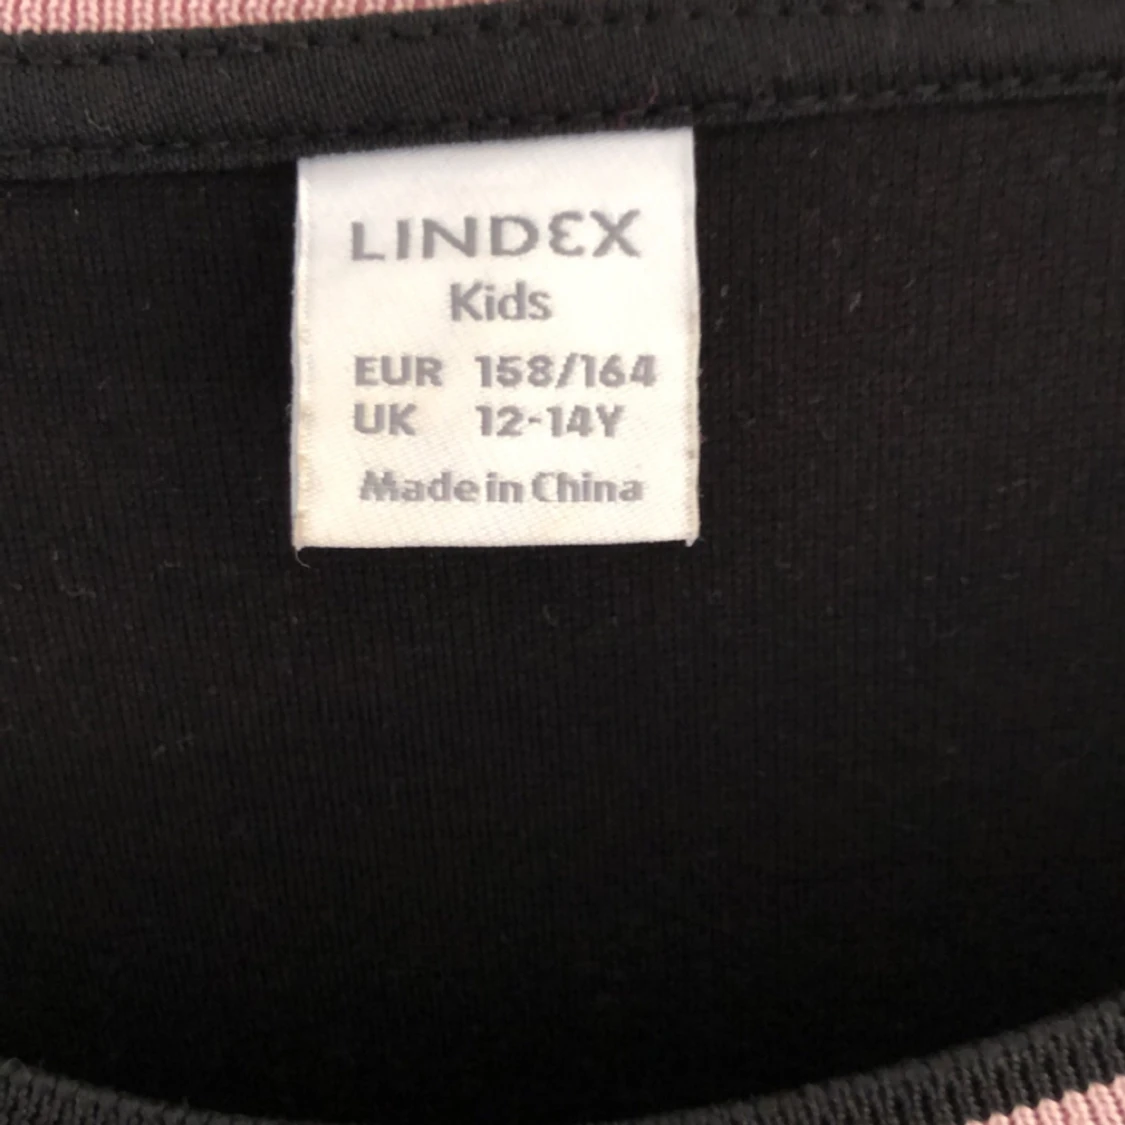 LINDEX
Kids
EUR 158/164
UK 12-14Y
Made in China